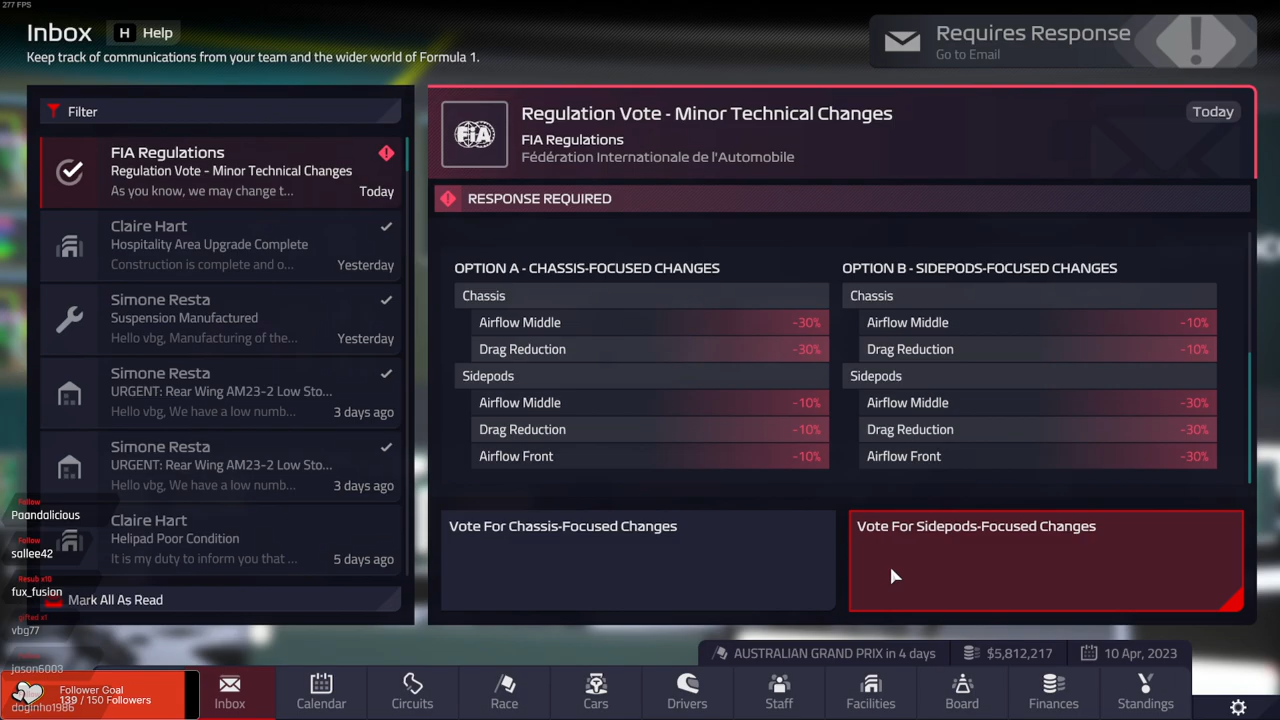 277 FPS
Inbox
H Help
Keep track of communications from your team and the wider world of Formula 1.
Requires Response
Go to Email
Filter
FIA Regulations
Regulation Vote - Minor Technical Changes
As you know, we may change t...
Today
Claire Hart
Hospitality Area Upgrade Complete
Construction is complete and o...
Yesterday
Simone Resta
Suspension Manufactured
Hello vbg, Manufacturing of the...
Yesterday
Simone Resta
URGENT: Rear Wing AM23-2 Low Sto...
Hello vbg, We have a low numb...
3 days ago
Simone Resta
URGENT: Rear Wing AM23-2 Low Sto...
Hello vbg, We have a low numb...
3 days ago
Claire Hart
Helipad Poor Condition
It is my duty to inform you that ...
5 days ago
Mark All As Read
FIA
Regulation Vote - Minor Technical Changes
Today
FIA Regulations
Fédération Internationale de l'Automobile
RESPONSE REQUIRED
OPTION A - CHASSIS-FOCUSED CHANGES
Chassis
Airflow Middle -30%
Drag Reduction -30%
Sidepods
Airflow Middle -10%
Drag Reduction -10%
Airflow Front -10%
OPTION B - SIDEPODS-FOCUSED CHANGES
Chassis
Airflow Middle -10%
Drag Reduction -10%
Sidepods
Airflow Middle -30%
Drag Reduction -30%
Airflow Front -30%
Vote For Chassis-Focused Changes
Vote For Sidepods-Focused Changes
Follow
Paandalicious
Follow
sallee42
Resub x10
fux_fusion
gifted x1
vbg77
Follow
joson6003
doginho1986
Follower Goal
139 / 150 Followers
AUSTRALIAN GRAND PRIX in 4 days
$5,812,217
10 Apr, 2023
Inbox
Calendar
Circuits
Race
Cars
Drivers
Staff
Facilities
Board
Finances
Standings